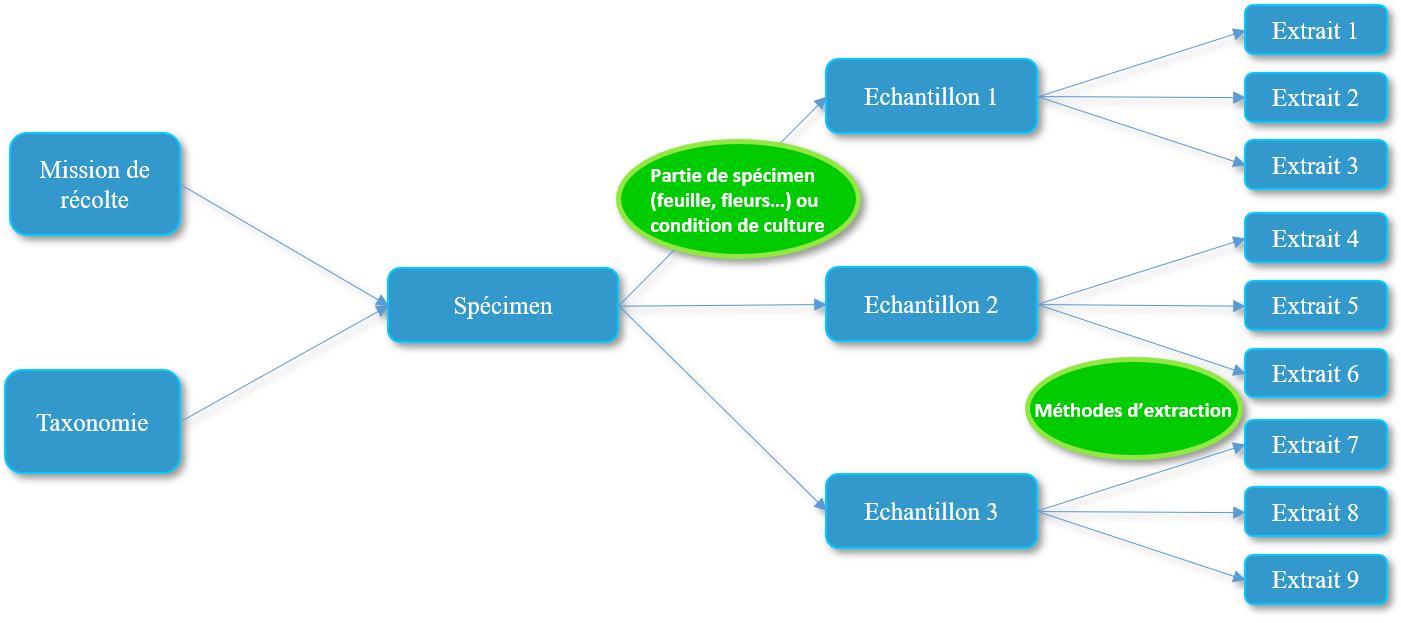 Mission de
récolte
Taxonomie
Spécimen
Partie de spécimen
(feuille, fleurs...) ou
condition de culture
Echantillon 1
Echantillon 2
Echantillon 3
Méthodes d’extraction
Extrait 1
Extrait 2
Extrait 3
Extrait 4
Extrait 5
Extrait 6
Extrait 7
Extrait 8
Extrait 9